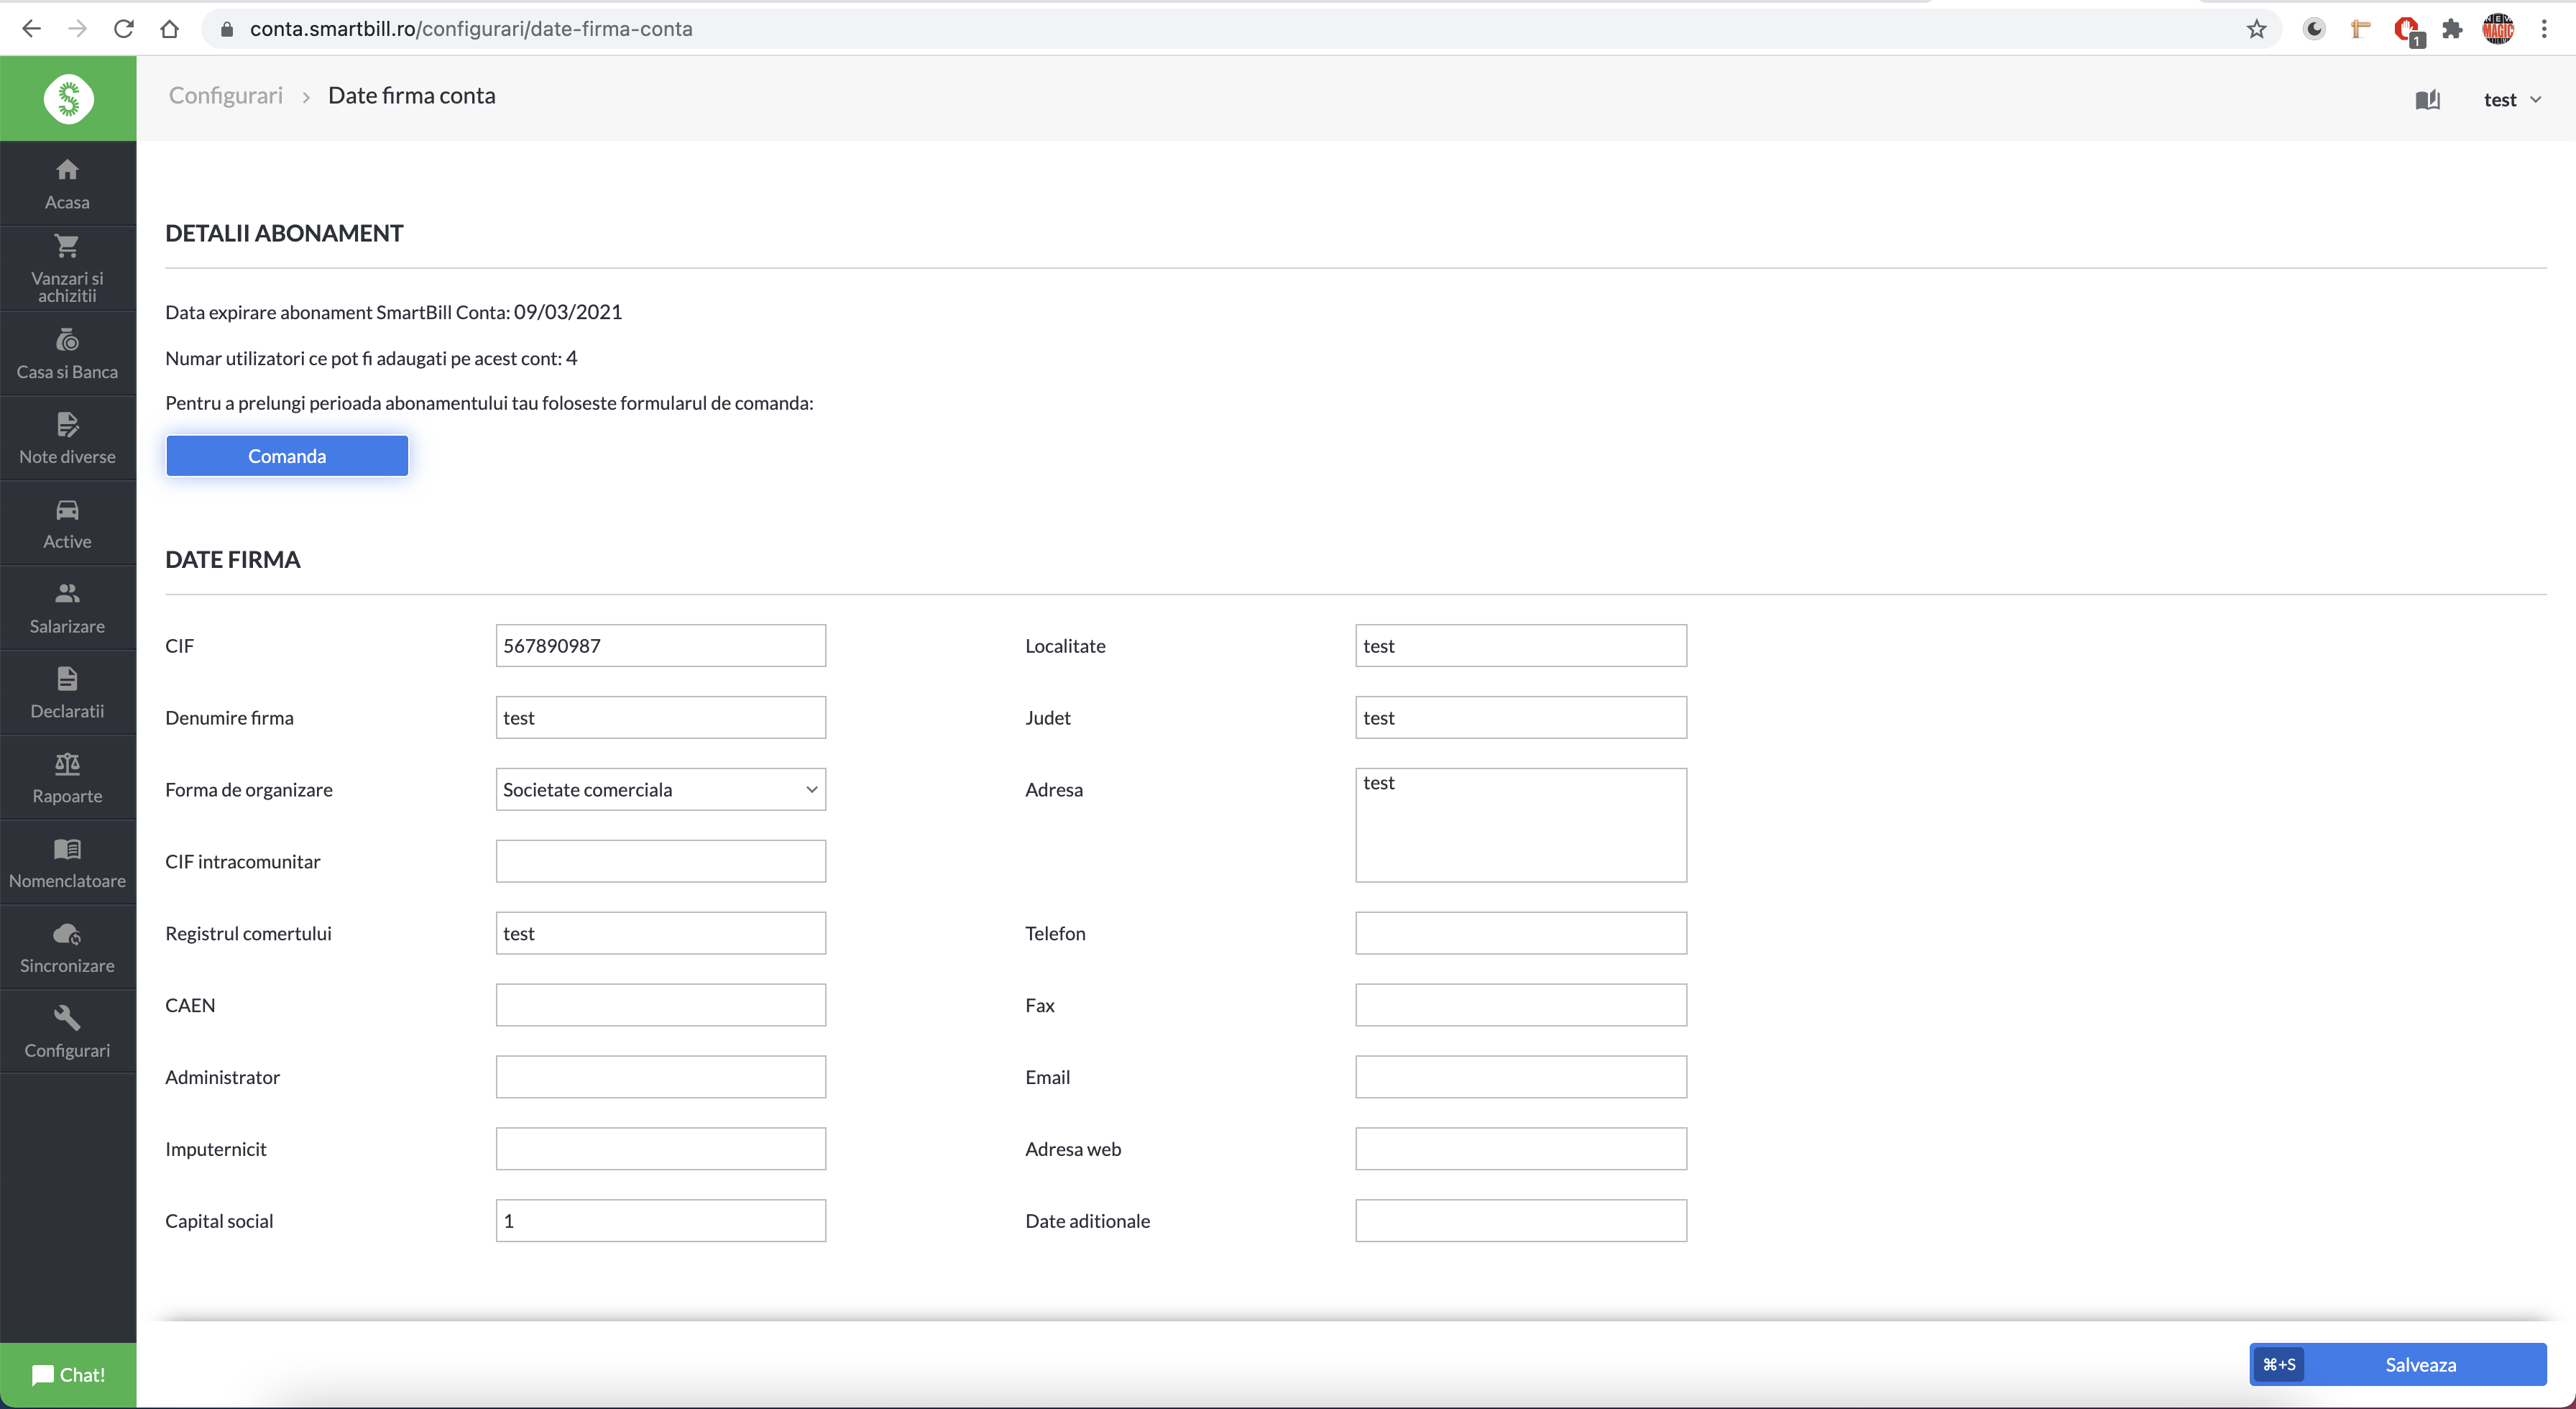 conta.smartbill.ro/configurari/date-firma-conta
1
NEW
MAGIC
Configurari > Date firma conta
test
Acasa
Vanzari si
achizitii
Casa si Banca
Note diverse
Active
Salarizare
Declaratii
Rapoarte
Nomenclatoare
Sincronizare
Configurari
Chat!
DETALII ABONAMENT
Data expirare abonament SmartBill Conta: 09/03/2021
Numar utilizatori ce pot fi adaugati pe acest cont: 4
Pentru a prelungi perioada abonamentului tau foloseste formularul de comanda:
Comanda
DATE FIRMA
CIF 567890987
Denumire firma test
Forma de organizare Societate comerciala
CIF intracomunitar
Registrul comertului test
CAEN
Administrator
Imputernicit
Capital social 1
Localitate test
Judet test
Adresa test
Telefon
Fax
Email
Adresa web
Date aditionale
⌘+S Salveaza